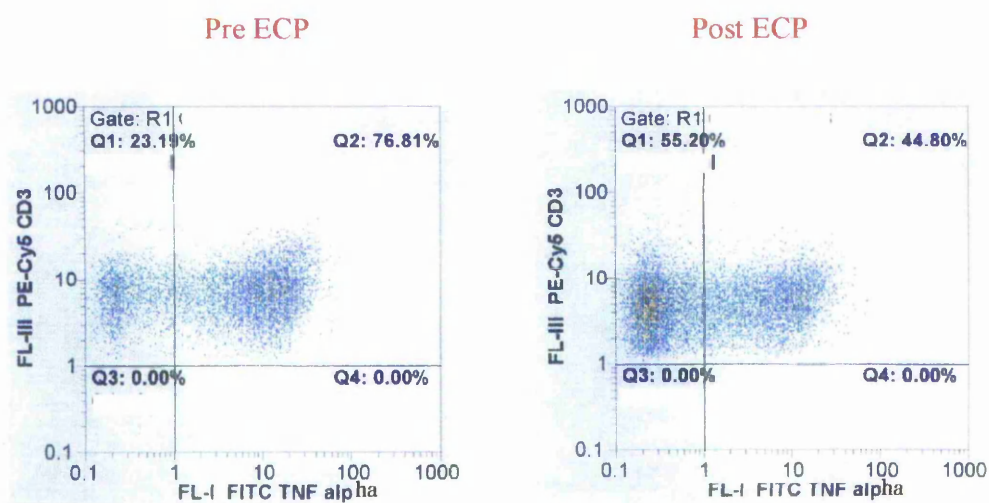 Pre ECP
Gate: R1
Q1: 23.19%
Q2: 76.81%
Q3: 0.00%
Q4: 0.00%
1000
100
10
1
0.1
FL-III PE-Cy5 CD3
0.1
1
10
100
1000
FL-I FITC TNF alpha
Post ECP
Gate: R1
Q1: 55.20%
Q2: 44.80%
Q3: 0.00%
Q4: 0.00%
1000
100
10
1
0.1
FL-III PE-Cy5 CD3
0.1
1
10
100
1000
FL-I FITC TNF alpha